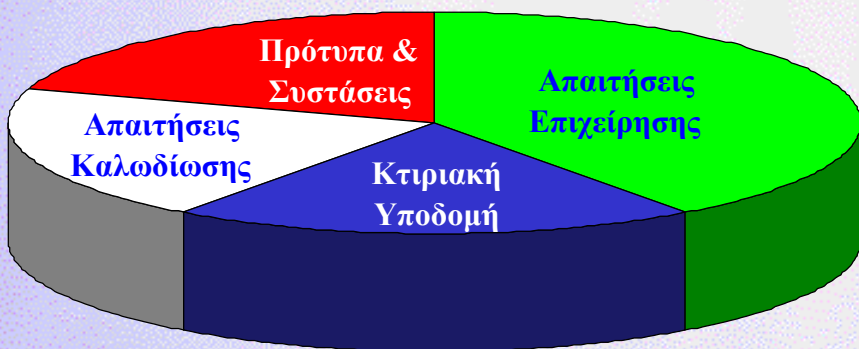 Πρότυπα &
Συστάσεις
Απαιτήσεις
Επιχείρησης
Απαιτήσεις
Καλωδίωσης
Κτιριακή
Υποδομή